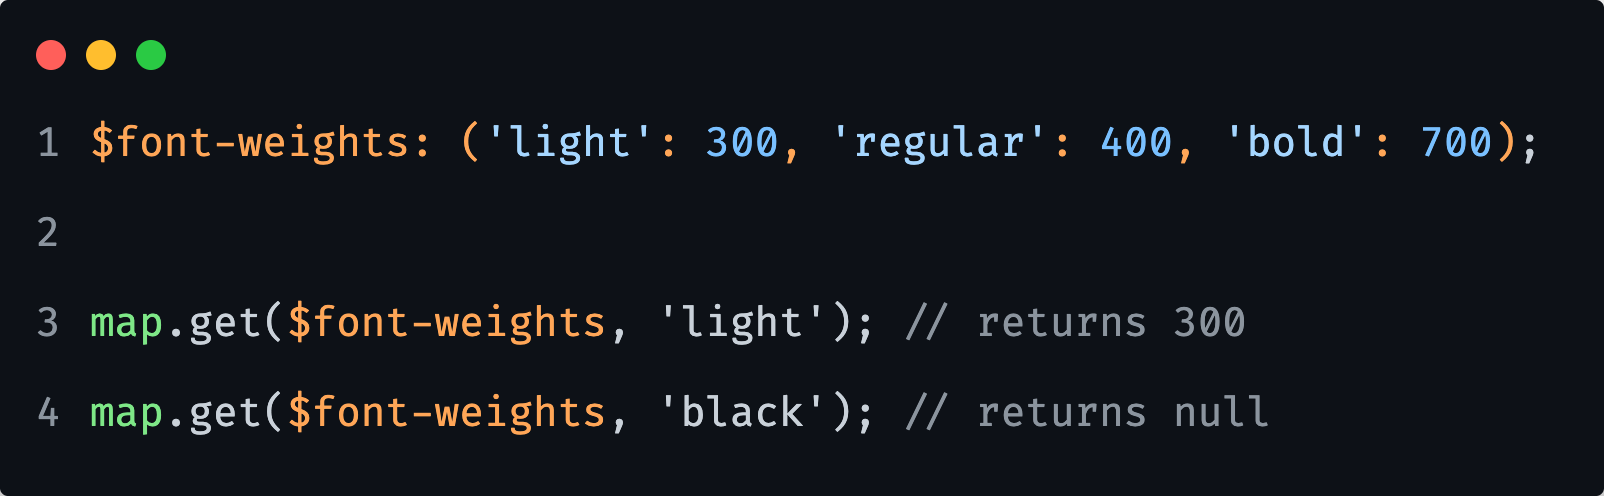 1 $font-weights: ('light': 300, 'regular': 400, 'bold': 700);
2
3 map.get($font-weights, 'light'); // returns 300
4 map.get($font-weights, 'black'); // returns null